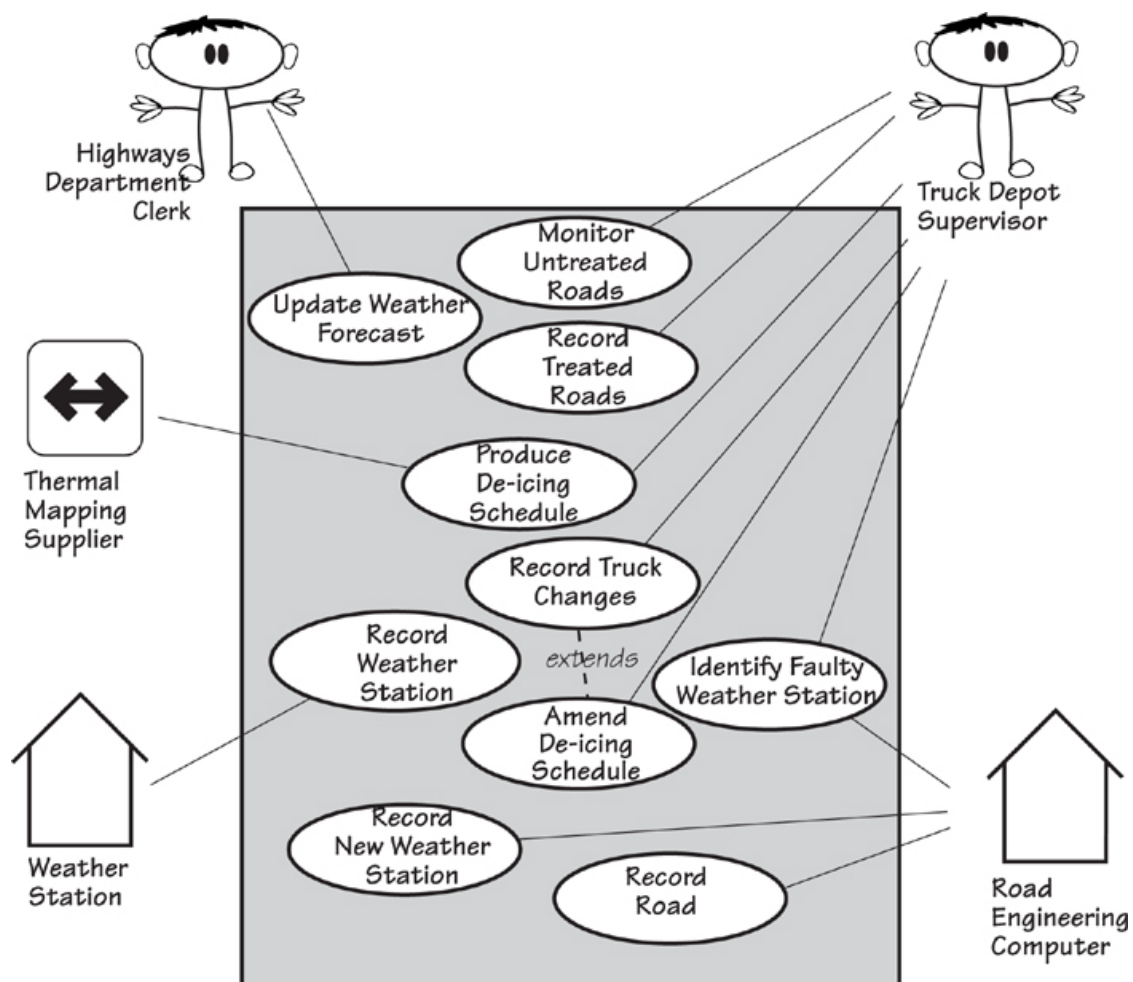 Highways
Department
Clerk
Truck Depot
Supervisor
Monitor
Untreated
Roads
Update Weather
Forecast
Record
Treated
Roads
Thermal
Mapping
Supplier
Produce
De-icing
Schedule
Record Truck
Changes
Record
Weather
Station
extends
Identify Faulty
Weather Station
Amend
De-icing
Schedule
Weather
Station
Record
New Weather
Station
Record
Road
Road
Engineering
Computer